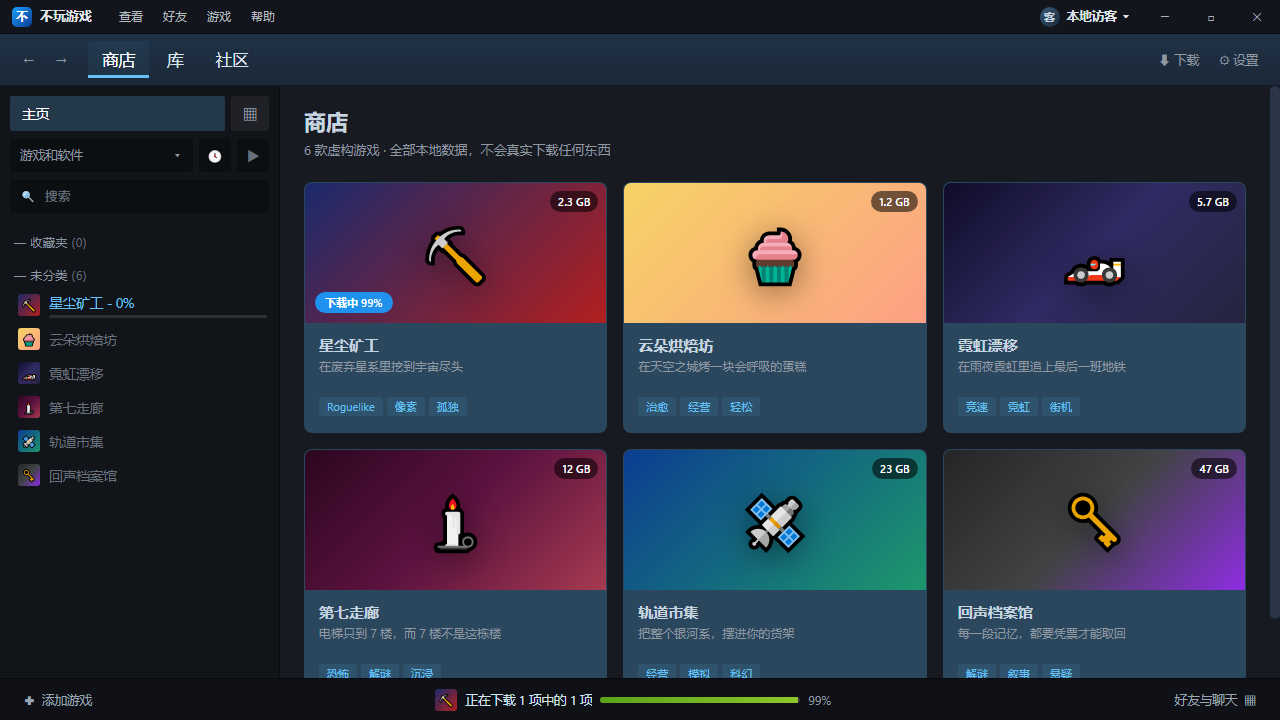 不 不玩游戏 查看 好友 游戏 帮助 客 本地访客
← → 商店 库 社区 下载 设置
主页
游戏和软件
搜索
— 收藏夹 (0)
— 未分类 (6)
星尘矿工 - 0%
云朵烘焙坊
霓虹漂移
第七走廊
轨道市集
回声档案馆
商店
6 款虚构游戏 · 全部本地数据，不会真实下载任何东西
2.3 GB
下载中 99%
星尘矿工
在废弃星系里挖到宇宙尽头
Roguelike 像素 孤独
1.2 GB
云朵烘焙坊
在天空之城烤一块会呼吸的蛋糕
治愈 经营 轻松
5.7 GB
霓虹漂移
在雨夜霓虹里追上最后一班地铁
竞速 霓虹 街机
12 GB
第七走廊
电梯只到 7 楼，而 7 楼不是这栋楼
恐怖 解谜 沉浸
23 GB
轨道市集
把整个银河系，摆进你的货架
经营 模拟 科幻
47 GB
回声档案馆
每一段记忆，都要凭票才能取回
解谜 叙事 悬疑
添加游戏 正在下载 1 项中的 1 项 99% 好友与聊天